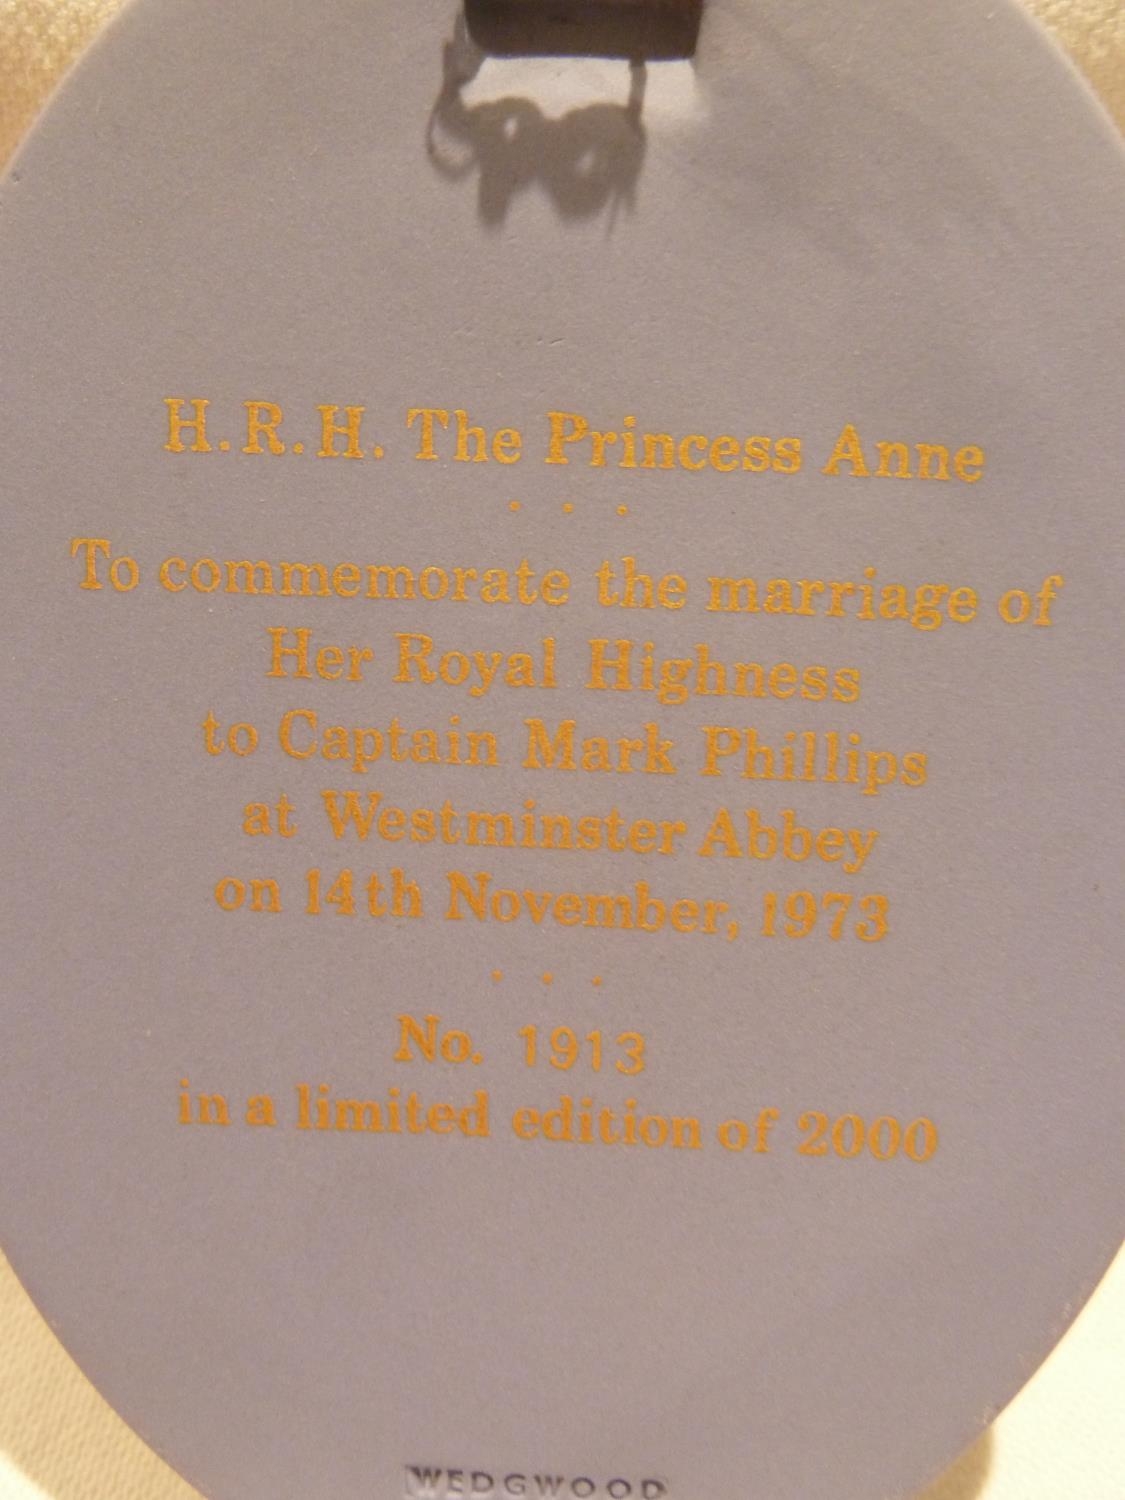 H.R.H. The Princess Anne
. . .
To commemorate the marriage of
Her Royal Highness
to Captain Mark Phillips
at Westminster Abbey
on 14th November, 1973
. . .
No. 1913
in a limited edition of 2000
WEDGWOOD